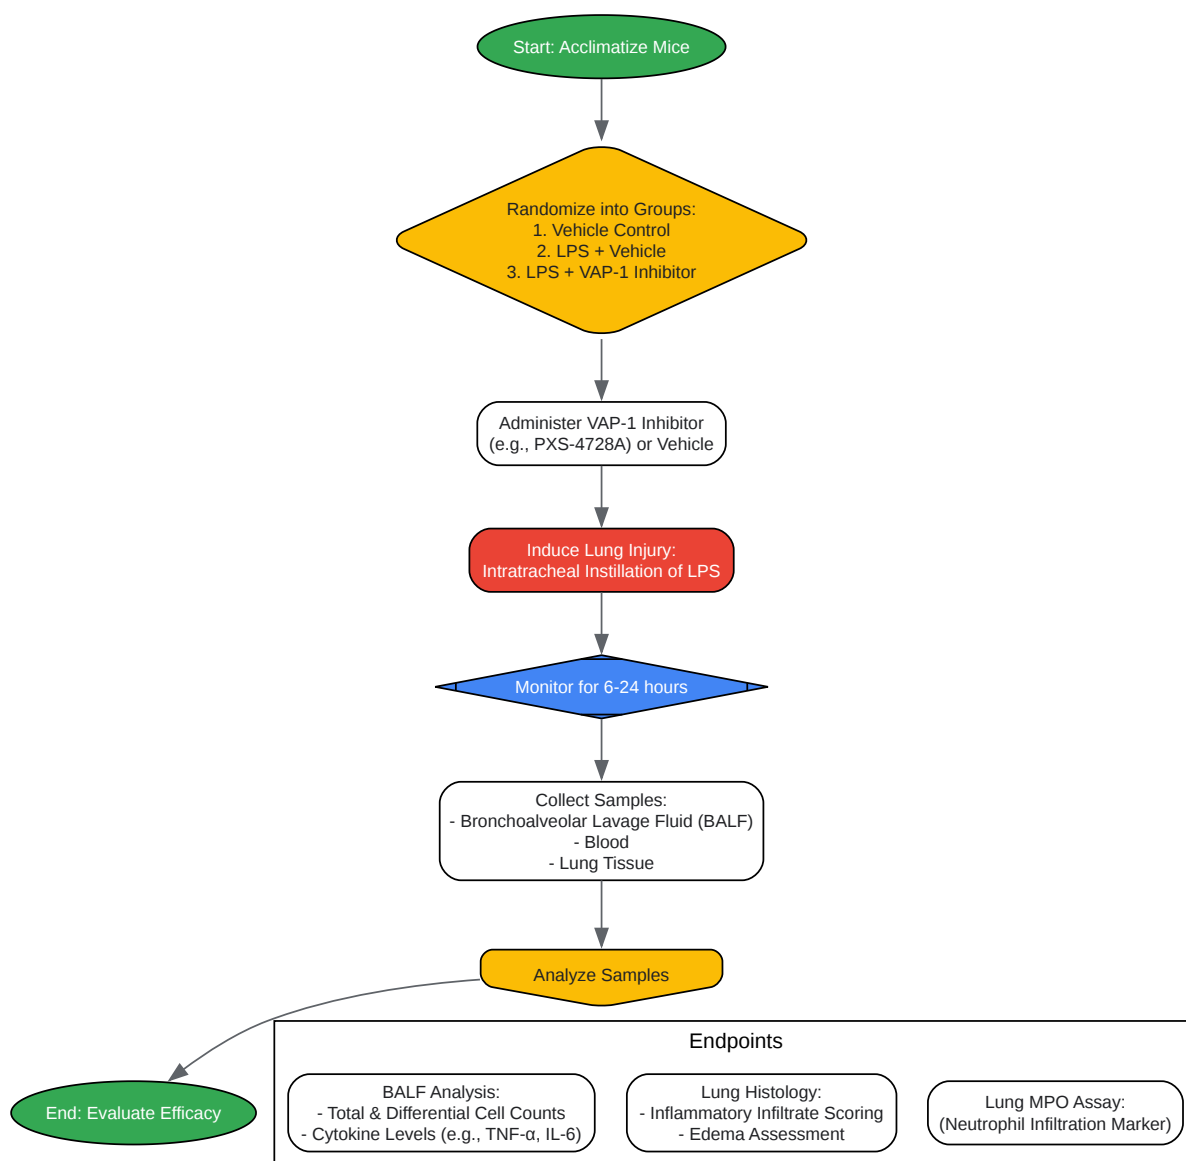 Start: Acclimatize Mice
Randomize into Groups:
1. Vehicle Control
2. LPS + Vehicle
3. LPS + VAP-1 Inhibitor
Administer VAP-1 Inhibitor
(e.g., PXS-4728A) or Vehicle
Induce Lung Injury:
Intratracheal Instillation of LPS
Monitor for 6-24 hours
Collect Samples:
- Bronchoalveolar Lavage Fluid (BALF)
- Blood
- Lung Tissue
Analyze Samples
End: Evaluate Efficacy
Endpoints
BALF Analysis:
- Total & Differential Cell Counts
- Cytokine Levels (e.g., TNF-α, IL-6)
Lung Histology:
- Inflammatory Infiltrate Scoring
- Edema Assessment
Lung MPO Assay:
(Neutrophil Infiltration Marker)